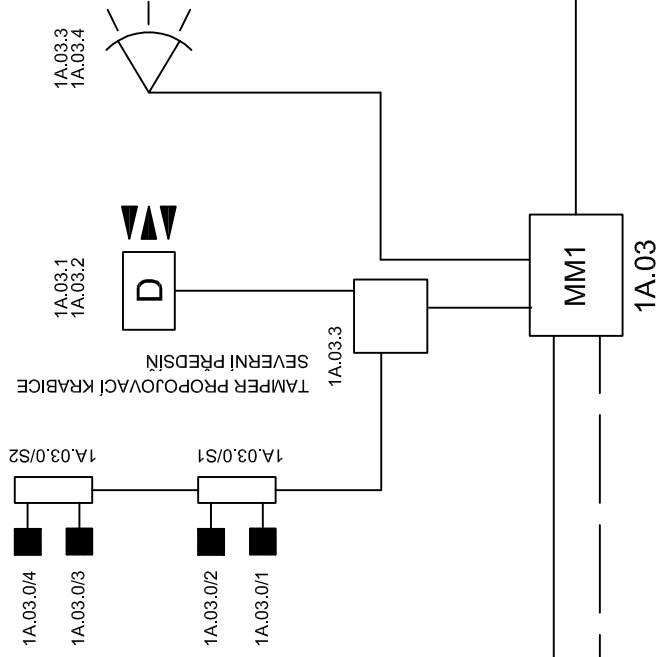 1A.03.3
1A.03.4
1A.03.1
1A.03.2
D
MM1
1A.03
1A.03.3
TAMPER PROPOJOVACÍ KRABICE
SEVERNÍ PŘEDSÍŇ
1A.03.0/S2
1A.03.0/S1
1A.03.0/4
1A.03.0/3
1A.03.0/2
1A.03.0/1